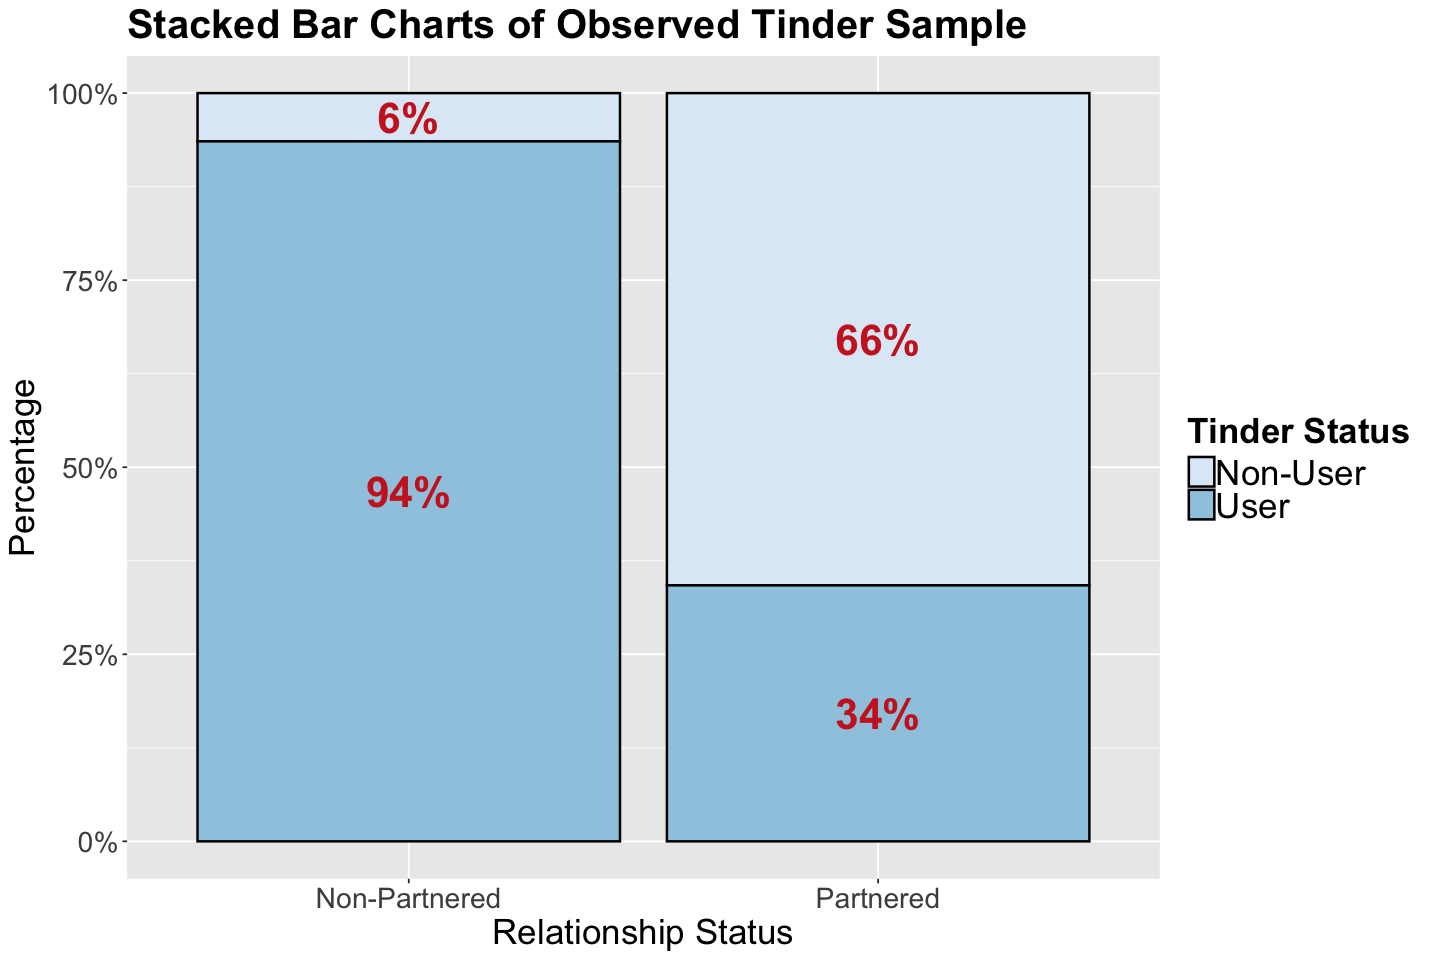 Stacked Bar Charts of Observed Tinder Sample
100%
75%
50%
25%
0%
Percentage
6%
94%
66%
34%
Non-Partnered
Partnered
Relationship Status
Tinder Status
Non-User
User